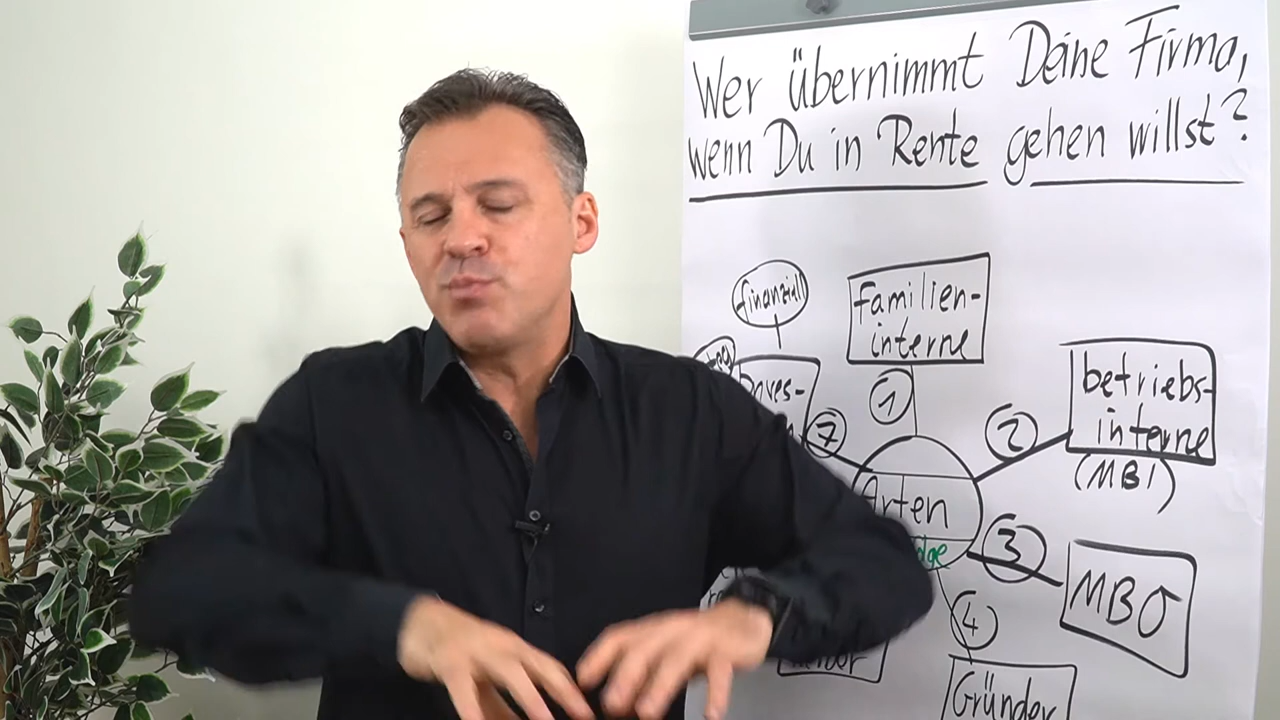 Wer übernimmt Deine Firma,
wenn Du in Rente gehen willst?
finanziell
Familien-
interne
1
betriebs-
interne
(MBI)
2
7
Arten
3
MBO
4
Gründer